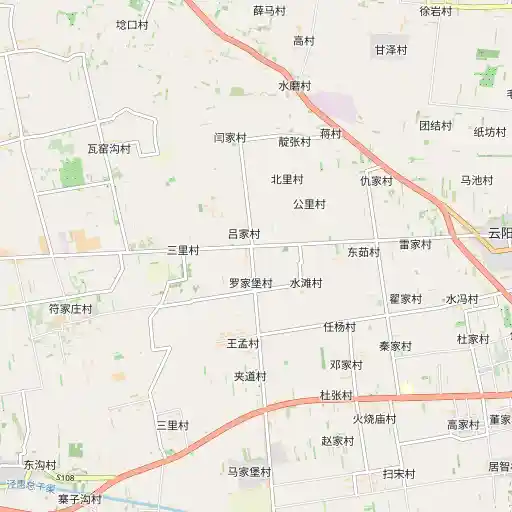 薛马村
徐岩村
埝口村
高村
甘泽村
水磨村
团结村
纸坊村
蒋村
闫家村
靛张村
瓦窑沟村
北里村
仇家村
马池村
公里村
吕家村
云阳
雷家村
三里村
东茹村
罗家堡村
水滩村
翟家村
水冯村
符家庄村
任杨村
王孟村
秦家村
杜家村
邓家村
夹道村
杜张村
火烧庙村
董家
三里村
高家村
赵家村
东沟村
居智
马家堡村
扫宋村
S108
泾惠总干渠
寨子沟村